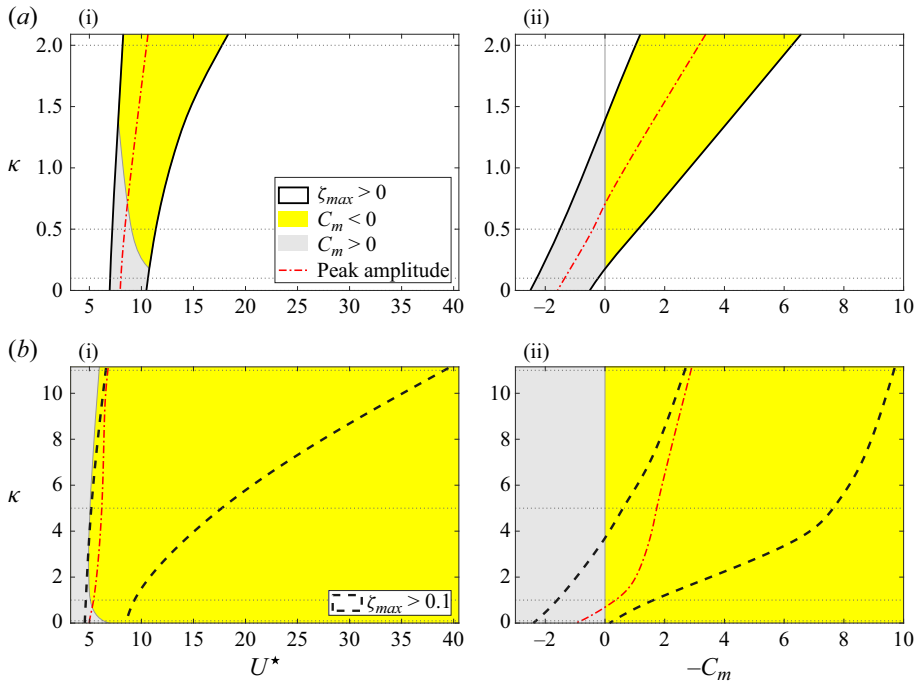 (a) (i) (ii)
2.0
1.5
κ 1.0
0.5
0
ζmax > 0
Cm < 0
Cm > 0
Peak amplitude
5 10 15 20 25 30 35 40
−2 0 2 4 6 8 10
(b) (i) (ii)
10
8
κ 6
4
2
0
ζmax > 0.1
5 10 15 20 25 30 35 40
−2 0 2 4 6 8 10
U★ −Cm